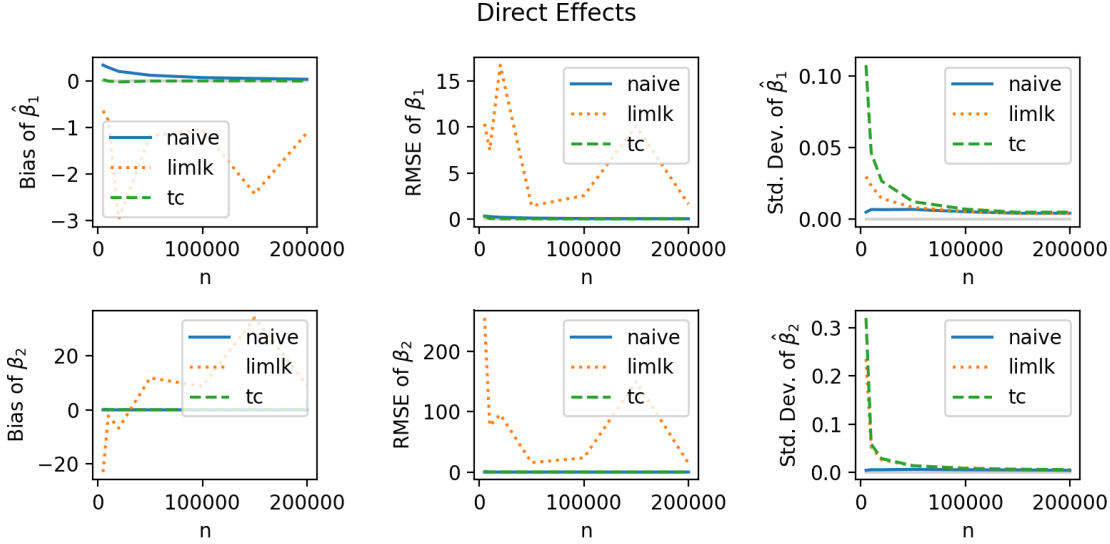 Direct Effects
Bias of β̂₁
0
−1
−2
−3
naive
limlk
tc
0
100000
200000
n
RMSE of β₁
15
10
5
0
naive
limlk
tc
0
100000
200000
n
Std. Dev. of β̂₁
0.10
0.05
0.00
naive
limlk
tc
0
100000
200000
n
Bias of β₂
20
0
−20
naive
limlk
tc
0
100000
200000
n
RMSE of β₂
200
100
0
naive
limlk
tc
0
100000
200000
n
Std. Dev. of β̂₂
0.3
0.2
0.1
0.0
naive
limlk
tc
0
100000
200000
n